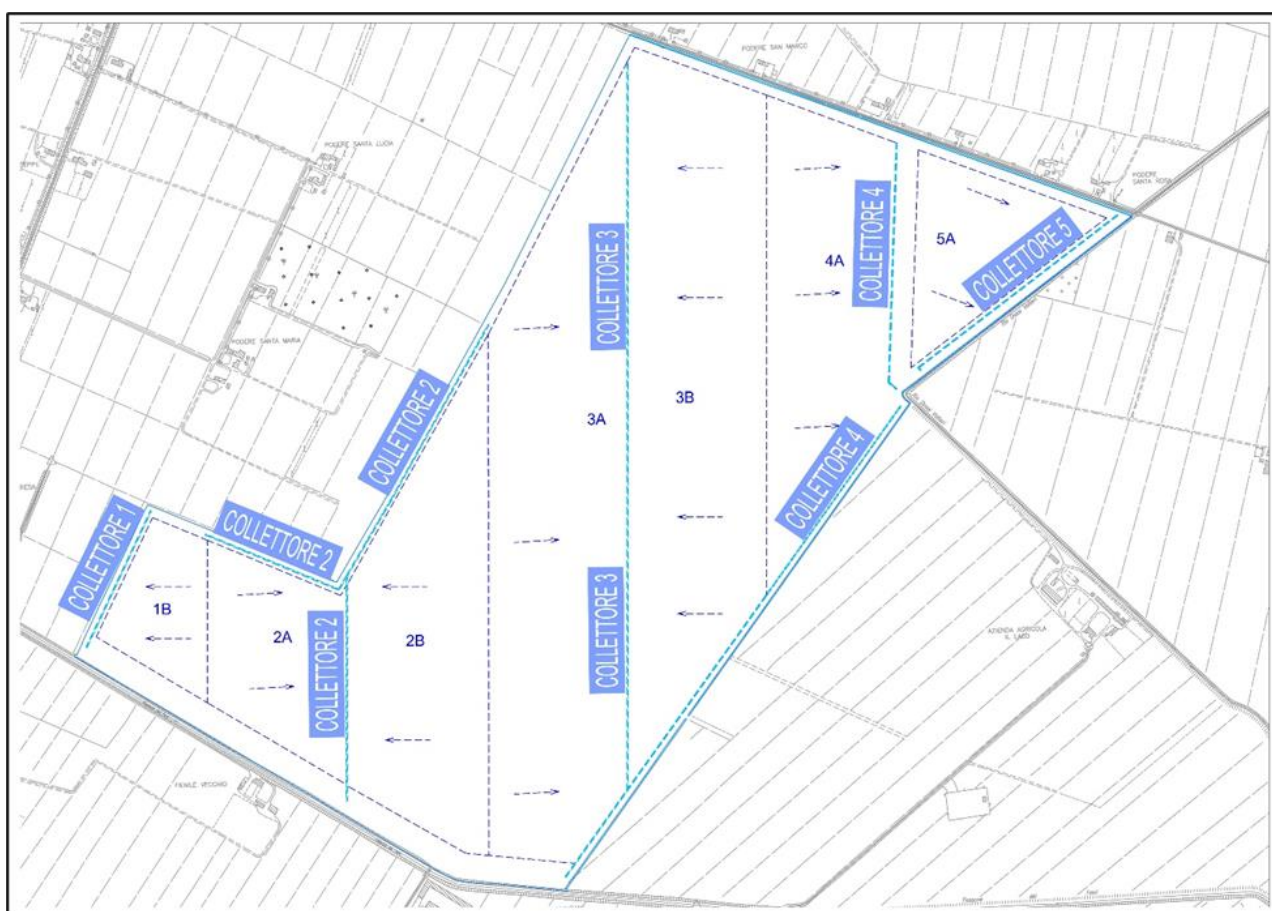 PODERE SAN MARCO
PODERE SANTA LUCIA
PODERE
SANTA ROSA
COLLETTORE 4
5A
COLLETTORE 3
4A
COLLETTORE 5
PODERE SANTA MARIA
3A
3B
COLLETTORE 2
COLLETTORE 4
COLLETTORE 1
COLLETTORE 2
1B
2A
COLLETTORE 2
2B
COLLETTORE 3
AZIENDA AGRICOLA
IL LAGO
FIENILE VECCHIO